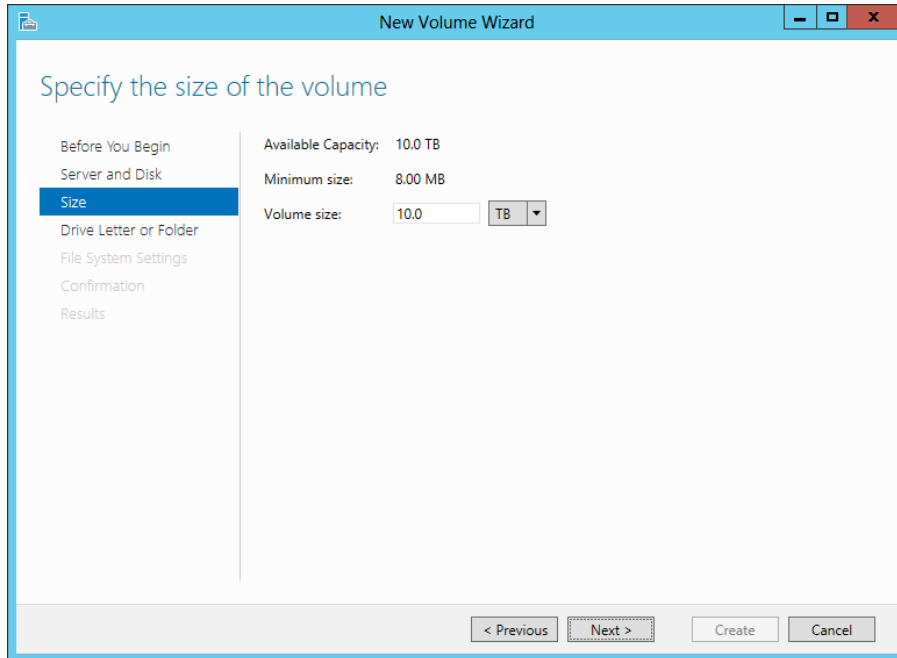 New Volume Wizard
x
Specify the size of the volume
Before You Begin
Server and Disk
Size
Drive Letter or Folder
File System Settings
Confirmation
Results
Available Capacity: 10.0 TB
Minimum size: 8.00 MB
Volume size: 10.0 TB
< Previous Next > Create Cancel